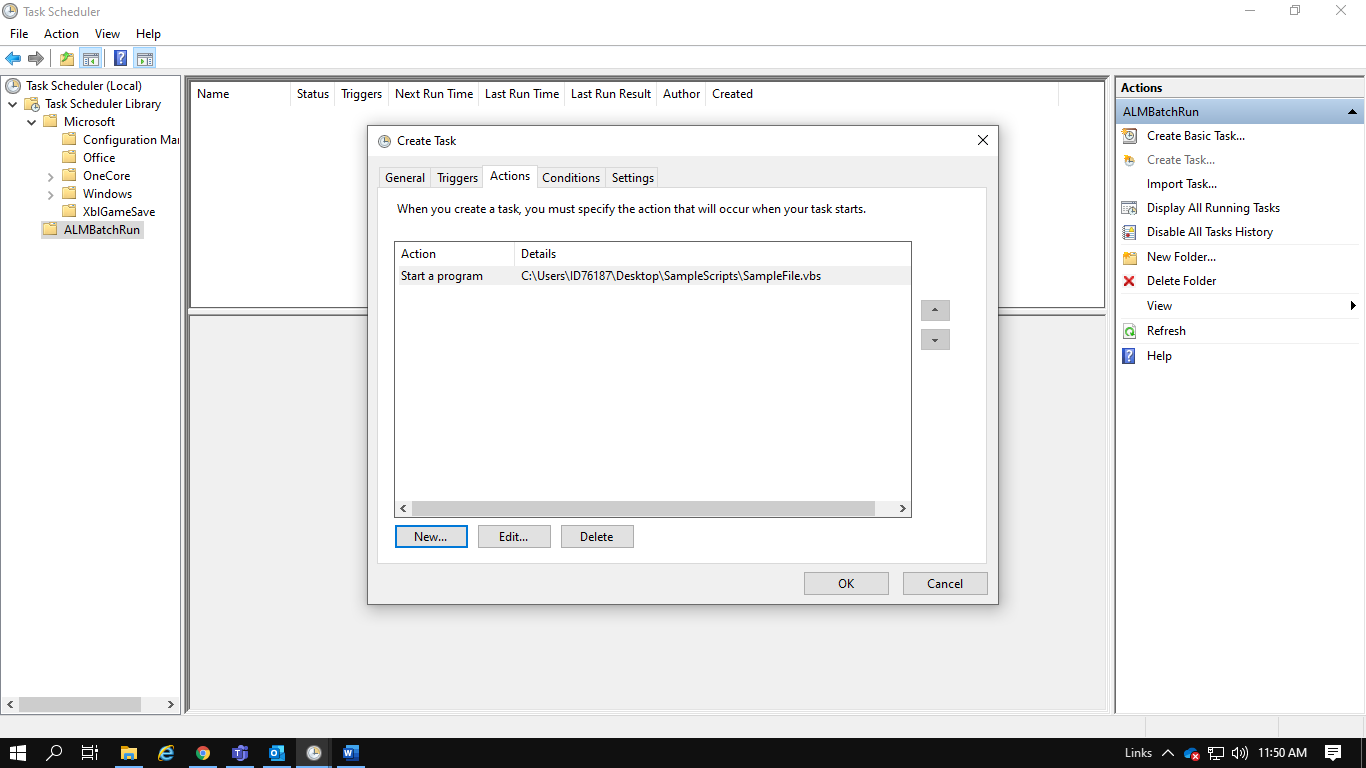 Task Scheduler
File Action View Help
Task Scheduler (Local)
Task Scheduler Library
Microsoft
Configuration Mar
Office
OneCore
Windows
XblGameSave
ALMBatchRun
Name Status Triggers Next Run Time Last Run Time Last Run Result Author Created
Create Task
General Triggers Actions Conditions Settings
When you create a task, you must specify the action that will occur when your task starts.
Action Details
Start a program C:\Users\ID76187\Desktop\SampleScripts\SampleFile.vbs
New... Edit... Delete
OK Cancel
Actions
ALMBatchRun
Create Basic Task...
Create Task...
Import Task...
Display All Running Tasks
Disable All Tasks History
New Folder...
Delete Folder
View
Refresh
Help
Links 11:50 AM